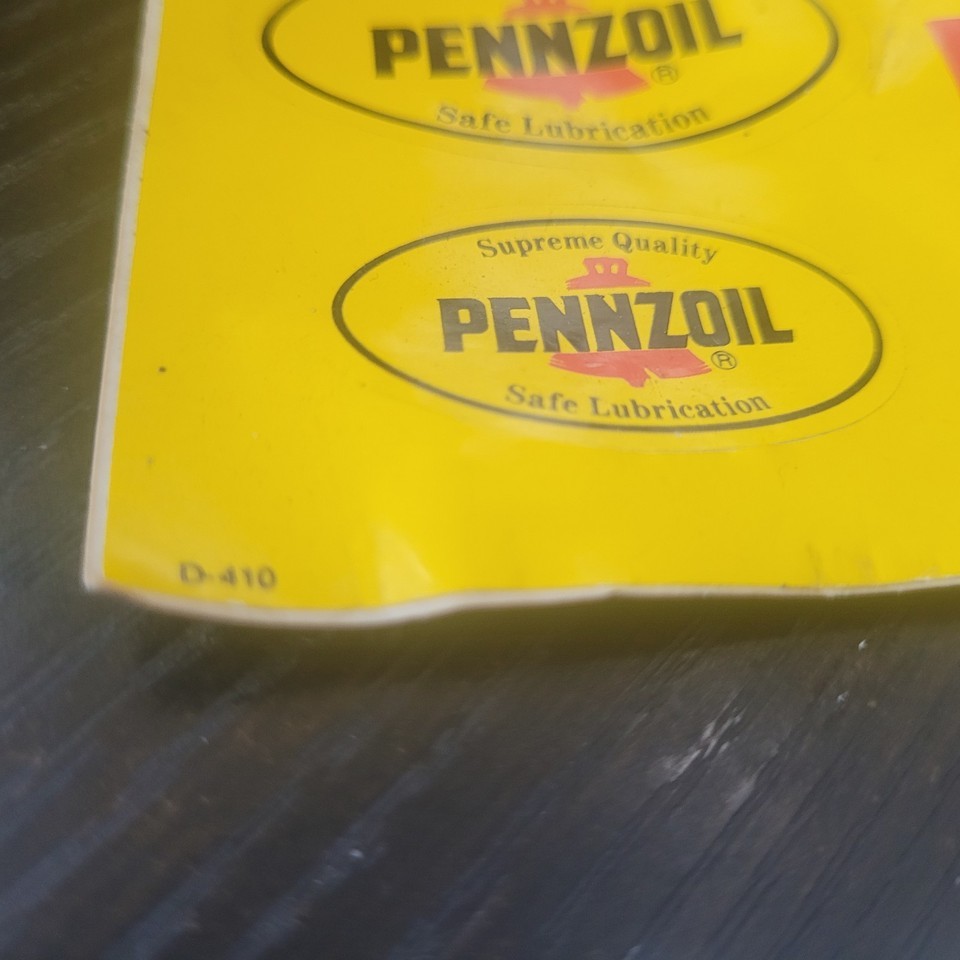 PENNZOIL
®
Safe Lubrication
Supreme Quality
PENNZOIL
®
Safe Lubrication
D-410